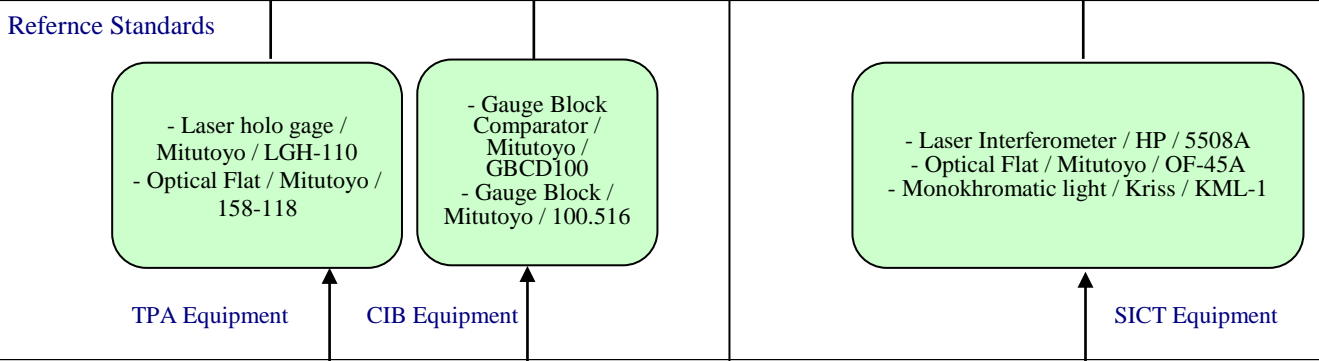 Refernce Standards
- Laser holo gage /
Mitutoyo / LGH-110
- Optical Flat / Mitutoyo /
158-118
- Gauge Block
Comparator /
Mitutoyo /
GBCD100
- Gauge Block /
Mitutoyo / 100.516
- Laser Interferometer / HP / 5508A
- Optical Flat / Mitutoyo / OF-45A
- Monokhromatic light / Kriss / KML-1
TPA Equipment
CIB Equipment
SICT Equipment